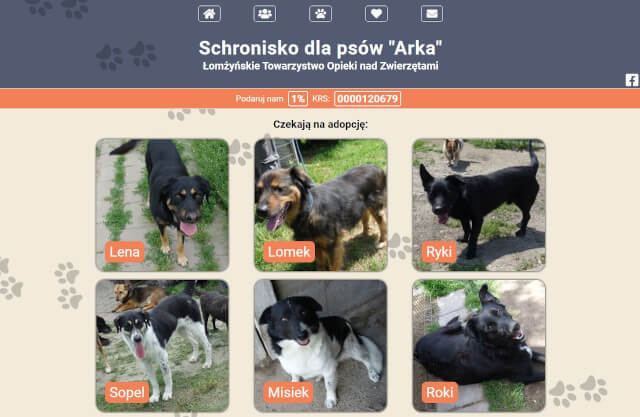 Schronisko dla psów "Arka"
Łomżyńskie Towarzystwo Opieki nad Zwierzętami
Podaruj nam 1% KRS: 0000120679
Czekają na adopcję:
Lena Lomek Ryki
Sopel Misiek Roki